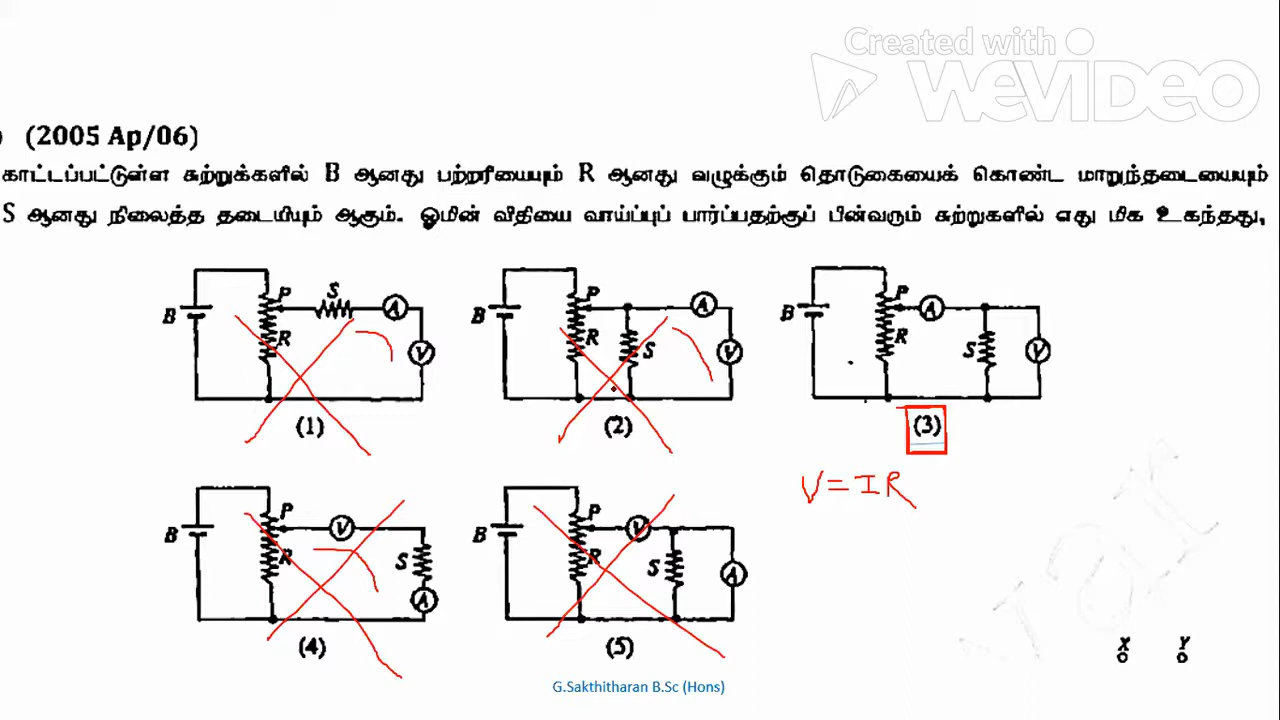 Created with
WEVIDEO
) (2005 Ap/06)
காட்டப்பட்டுள்ள சுற்றுக்களில் B ஆனது பற்றரியையும் R ஆனது வழுக்கும் தொடுகையைக் கொண்ட மாறுந்தடையையும்
S ஆனது நிலைத்த தடையியும் ஆகும். ஓமின் விதியை வாய்ப்புப் பார்ப்பதற்குப் பின்வரும் சுற்றுகளில் எது மிக உகந்தது,
B P R S A V
(1)
B P R S A V
(2)
B P R A S V
(3)
V = IR
B P R V S A
(4)
B P R V S A
(5)
X Y
G.Sakthitharan B.Sc (Hons)